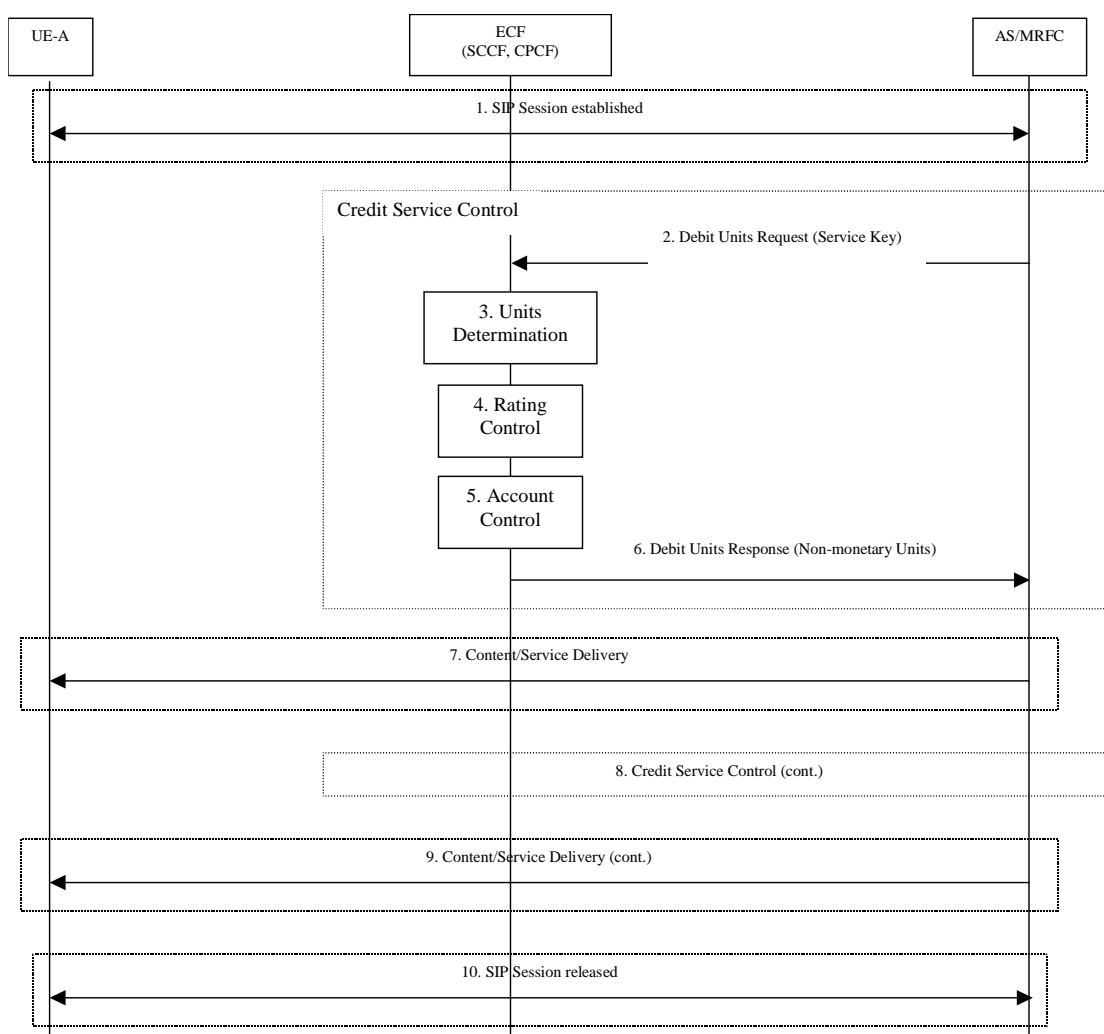 UE-A
ECF
(SCCF, CPCF)
AS/MRFC
1. SIP Session established
Credit Service Control
2. Debit Units Request (Service Key)
3. Units
Determination
4. Rating
Control
5. Account
Control
6. Debit Units Response (Non-monetary Units)
7. Content/Service Delivery
8. Credit Service Control (cont.)
9. Content/Service Delivery (cont.)
10. SIP Session released